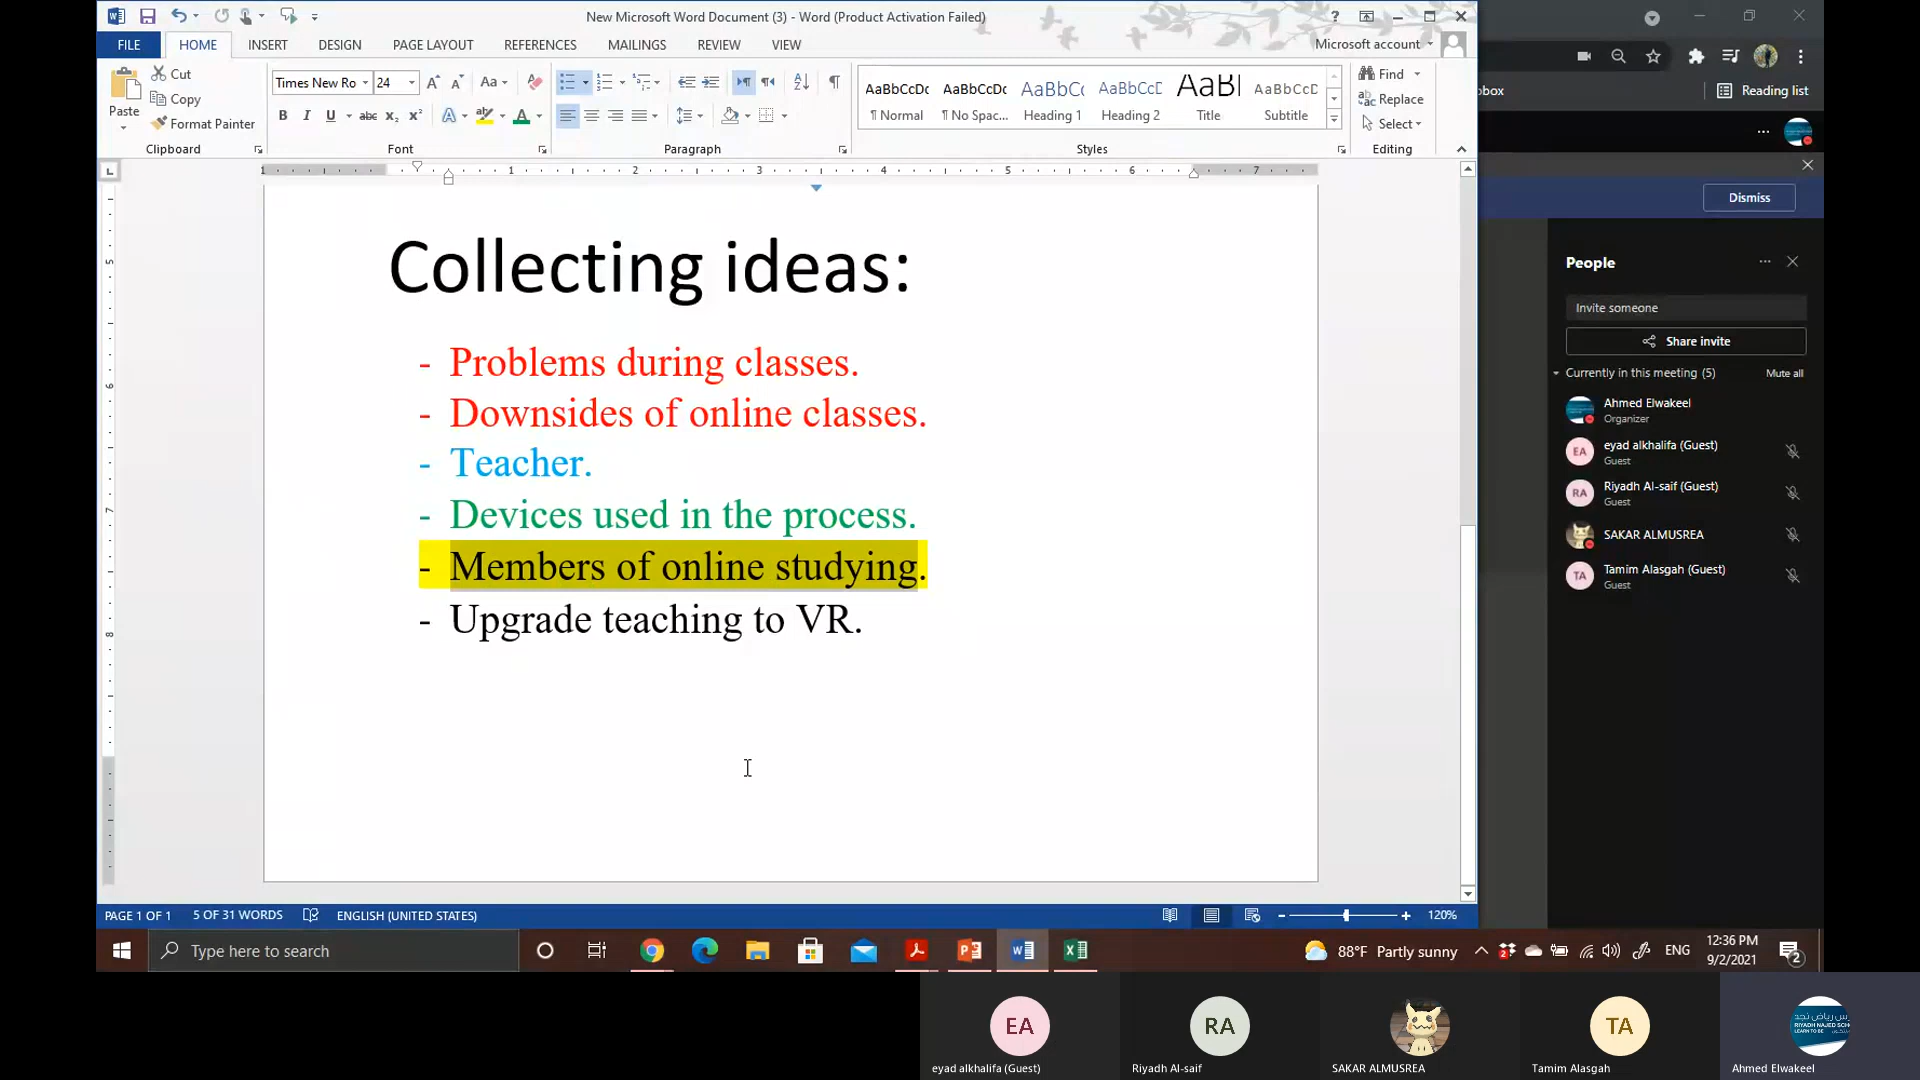 New Microsoft Word Document (3) - Word (Product Activation Failed)
FILE HOME INSERT DESIGN PAGE LAYOUT REFERENCES MAILINGS REVIEW VIEW
Microsoft account
Paste
Cut
Copy
Format Painter
Clipboard
Times New Ro 24
Font
Paragraph
AaBbCcDc AaBbCcDc AaBbCc AaBbCcD AaBl AaBbCcD
¶ Normal ¶ No Spac... Heading 1 Heading 2 Title Subtitle
Styles
Find
Replace
Select
Editing
Reading list
Dismiss
Collecting ideas:
- Problems during classes.
- Downsides of online classes.
- Teacher.
- Devices used in the process.
- Members of online studying.
- Upgrade teaching to VR.
People
Invite someone
Share invite
Currently in this meeting (5) Mute all
Ahmed Elwakeel
Organizer
EA eyad alkhalifa (Guest)
Guest
RA Riyadh Al-saif (Guest)
Guest
SAKAR ALMUSREA
TA Tamim Alasgah (Guest)
Guest
PAGE 1 OF 1 5 OF 31 WORDS ENGLISH (UNITED STATES) 120%
Type here to search
88°F Partly sunny ENG 12:36 PM
9/2/2021
2
EA RA TA
eyad alkhalifa (Guest) Riyadh Al-saif SAKAR ALMUSREA Tamim Alasgah Ahmed Elwakeel